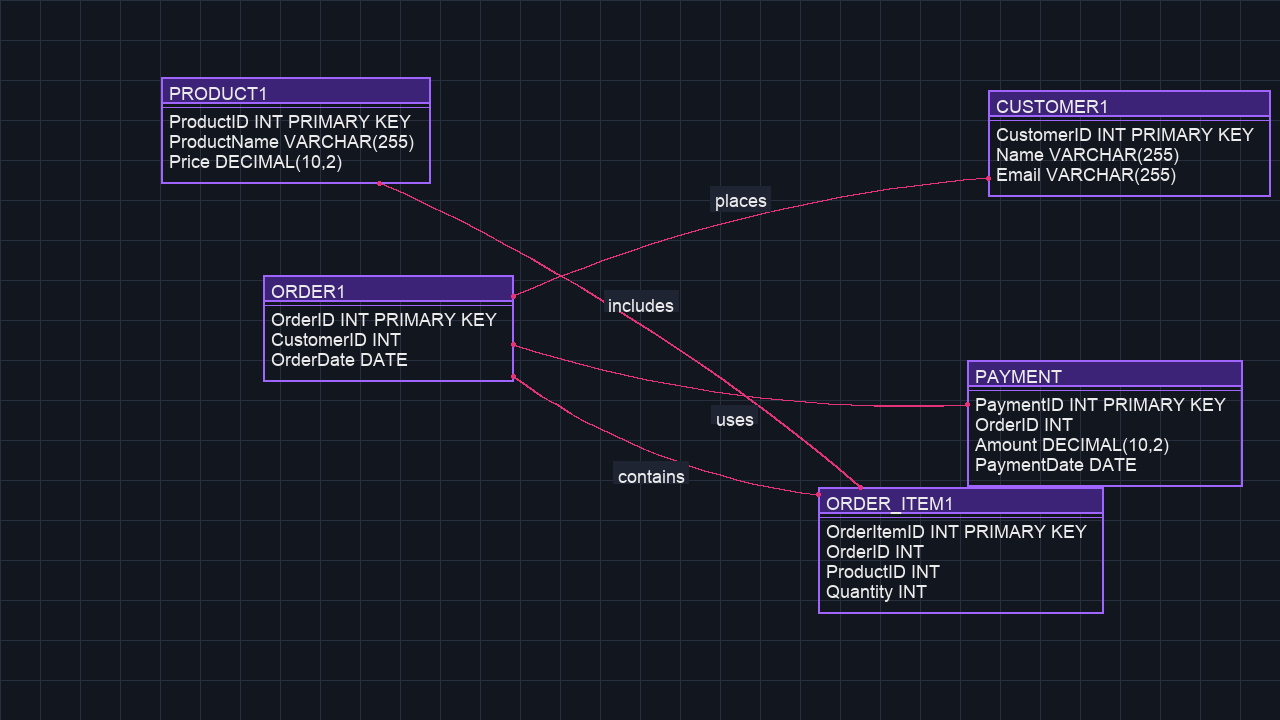 PRODUCT1
ProductID INT PRIMARY KEY
ProductName VARCHAR(255)
Price DECIMAL(10,2)
CUSTOMER1
CustomerID INT PRIMARY KEY
Name VARCHAR(255)
Email VARCHAR(255)
places
ORDER1
OrderID INT PRIMARY KEY
CustomerID INT
OrderDate DATE
includes
PAYMENT
PaymentID INT PRIMARY KEY
OrderID INT
Amount DECIMAL(10,2)
PaymentDate DATE
uses
contains
ORDER_ITEM1
OrderItemID INT PRIMARY KEY
OrderID INT
ProductID INT
Quantity INT